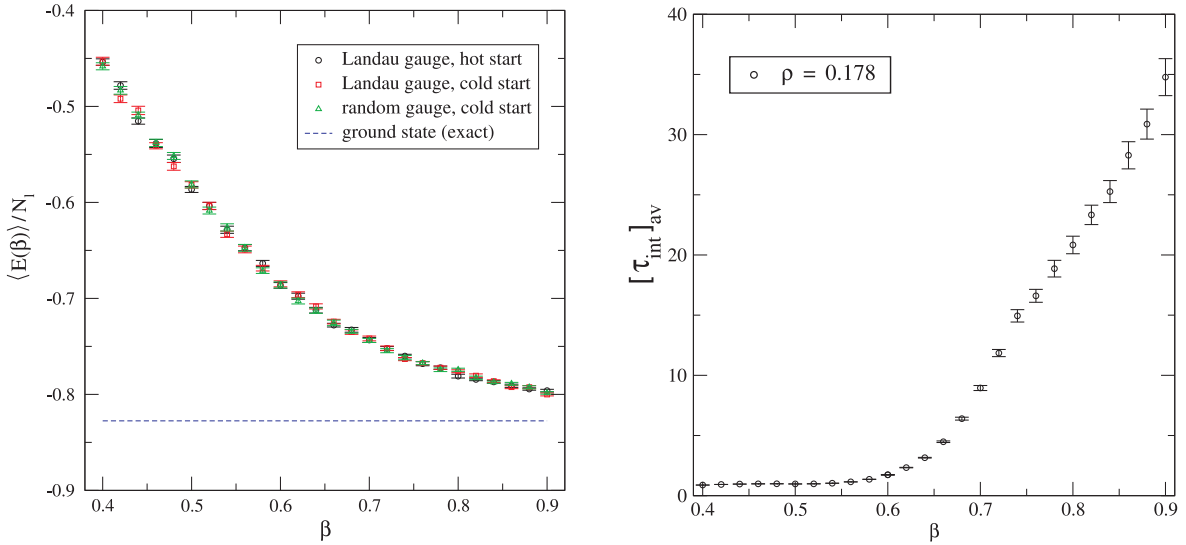 -0.4
-0.5
-0.6
-0.7
-0.8
-0.9
⟨E(β)⟩/N_l
Landau gauge, hot start
Landau gauge, cold start
random gauge, cold start
ground state (exact)
0.4 0.5 0.6 0.7 0.8 0.9
β
40
30
20
10
0
[τ_int]_av
ρ = 0.178
0.4 0.5 0.6 0.7 0.8 0.9
β